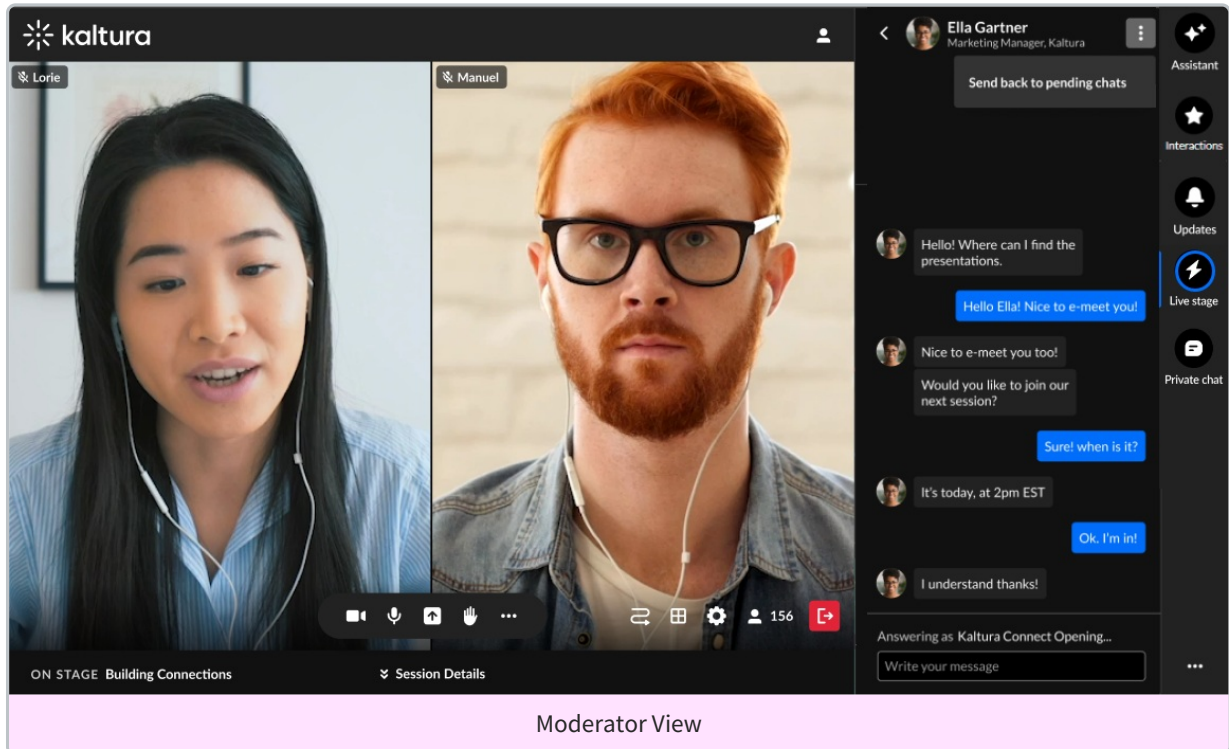 kaltura
Lorie
Manuel
156
ON STAGE Building Connections
Session Details
Ella Gartner
Marketing Manager, Kaltura
Send back to pending chats
Hello! Where can I find the
presentations.
Hello Ella! Nice to e-meet you!
Nice to e-meet you too!
Would you like to join our
next session?
Sure! when is it?
It's today, at 2pm EST
Ok. I'm in!
I understand thanks!
Answering as Kaltura Connect Opening...
Write your message
Assistant
Interactions
Updates
Live stage
Private chat
Moderator View